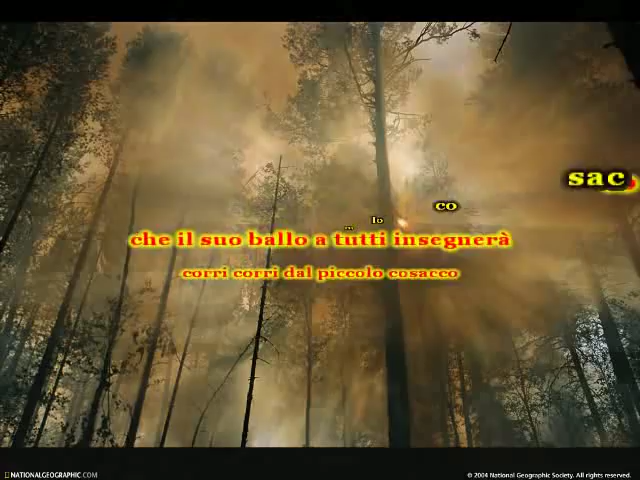 sac
co
lo
che il suo ballo a tutti insegnerà
corri corri dal piccolo cosacco
NATIONALGEOGRAPHIC.COM
© 2004 National Geographic Society. All rights reserved.